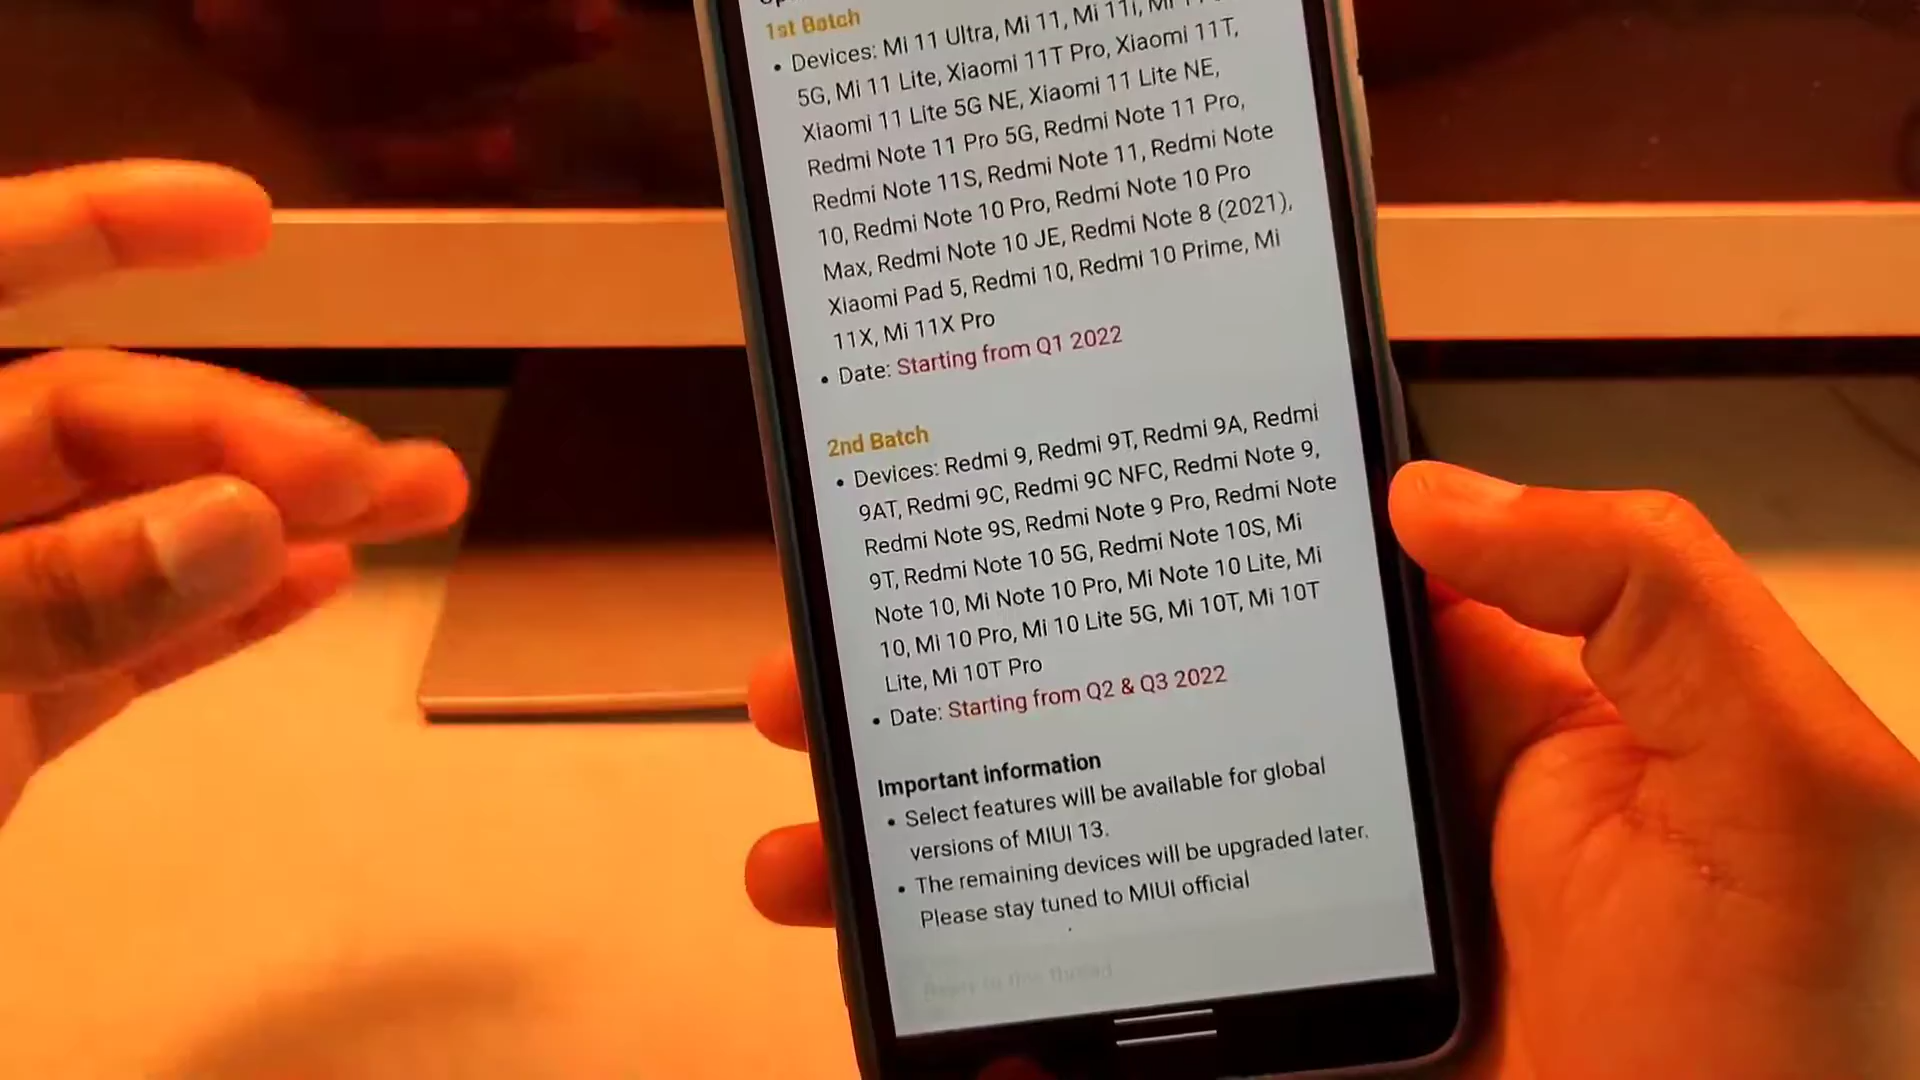 1st Batch
• Devices: Mi 11 Ultra, Mi 11, Mi 11i, Mi
5G, Mi 11 Lite, Xiaomi 11T Pro, Xiaomi 11T,
Xiaomi 11 Lite 5G NE, Xiaomi 11 Lite NE,
Redmi Note 11 Pro 5G, Redmi Note 11 Pro,
Redmi Note 11S, Redmi Note 11, Redmi Note
10, Redmi Note 10 Pro, Redmi Note 10 Pro
Max, Redmi Note 10 JE, Redmi Note 8 (2021),
Xiaomi Pad 5, Redmi 10, Redmi 10 Prime, Mi
11X, Mi 11X Pro
• Date: Starting from Q1 2022
2nd Batch
• Devices: Redmi 9, Redmi 9T, Redmi 9A, Redmi
9AT, Redmi 9C, Redmi 9C NFC, Redmi Note 9,
Redmi Note 9S, Redmi Note 9 Pro, Redmi Note
9T, Redmi Note 10 5G, Redmi Note 10S, Mi
Note 10, Mi Note 10 Pro, Mi Note 10 Lite, Mi
10, Mi 10 Pro, Mi 10 Lite 5G, Mi 10T, Mi 10T
Lite, Mi 10T Pro
• Date: Starting from Q2 & Q3 2022
Important information
• Select features will be available for global
versions of MIUI 13.
• The remaining devices will be upgraded later.
Please stay tuned to MIUI official
Reply to this thread